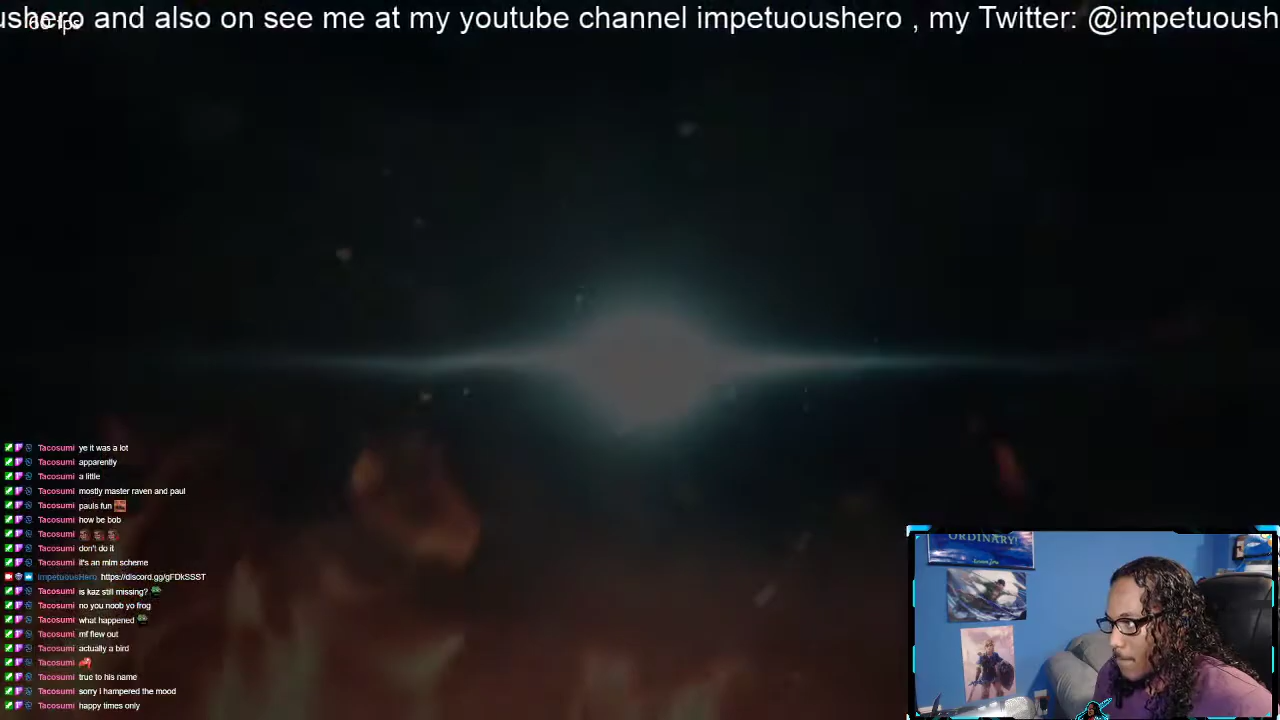 ushero and also on see me at my youtube channel impetuoushero , my Twitter: @impetuoush
60 fps
Tacosumi ye it was a lot
Tacosumi apparently
Tacosumi a little
Tacosumi mostly master raven and paul
Tacosumi pauls fun
Tacosumi how be bob
Tacosumi
Tacosumi don't do it
Tacosumi it's an mlm scheme
ImpetuousHero https://discord.gg/gFDkSSST
Tacosumi is kaz still missing?
Tacosumi no you noob yo frog
Tacosumi what happened
Tacosumi mf flew out
Tacosumi actually a bird
Tacosumi
Tacosumi true to his name
Tacosumi sorry I hampered the mood
Tacosumi happy times only
ORDINARY!